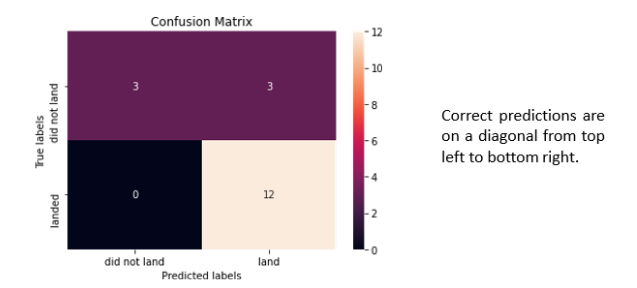 Confusion Matrix
True labels
did not land
landed
3
3
0
12
did not land
land
Predicted labels
12
10
8
6
4
2
0
Correct predictions are
on a diagonal from top
left to bottom right.